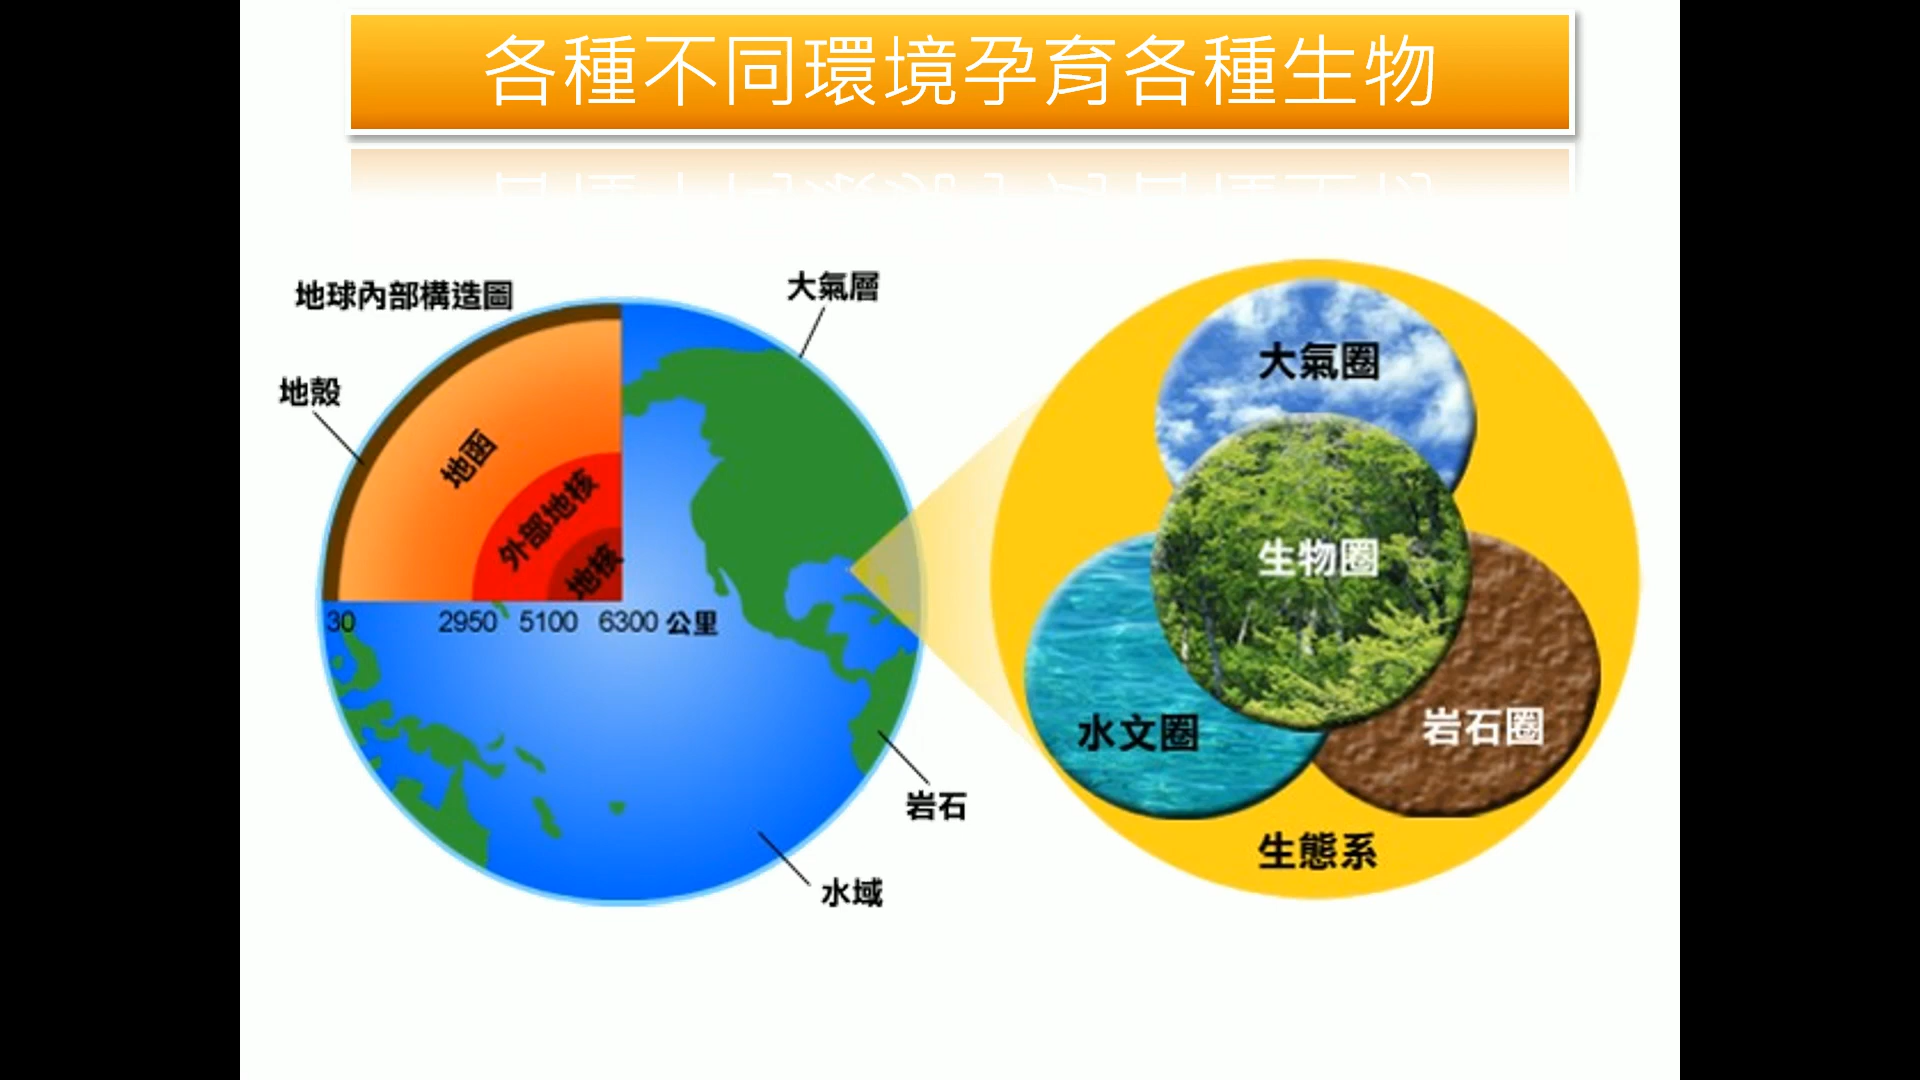 各種不同環境孕育各種生物
地球內部構造圖
大氣層
地殼
地函
外部地核
地核
30 2950 5100 6300 公里
岩石
水域
大氣圈
生物圈
水文圈
岩石圈
生態系